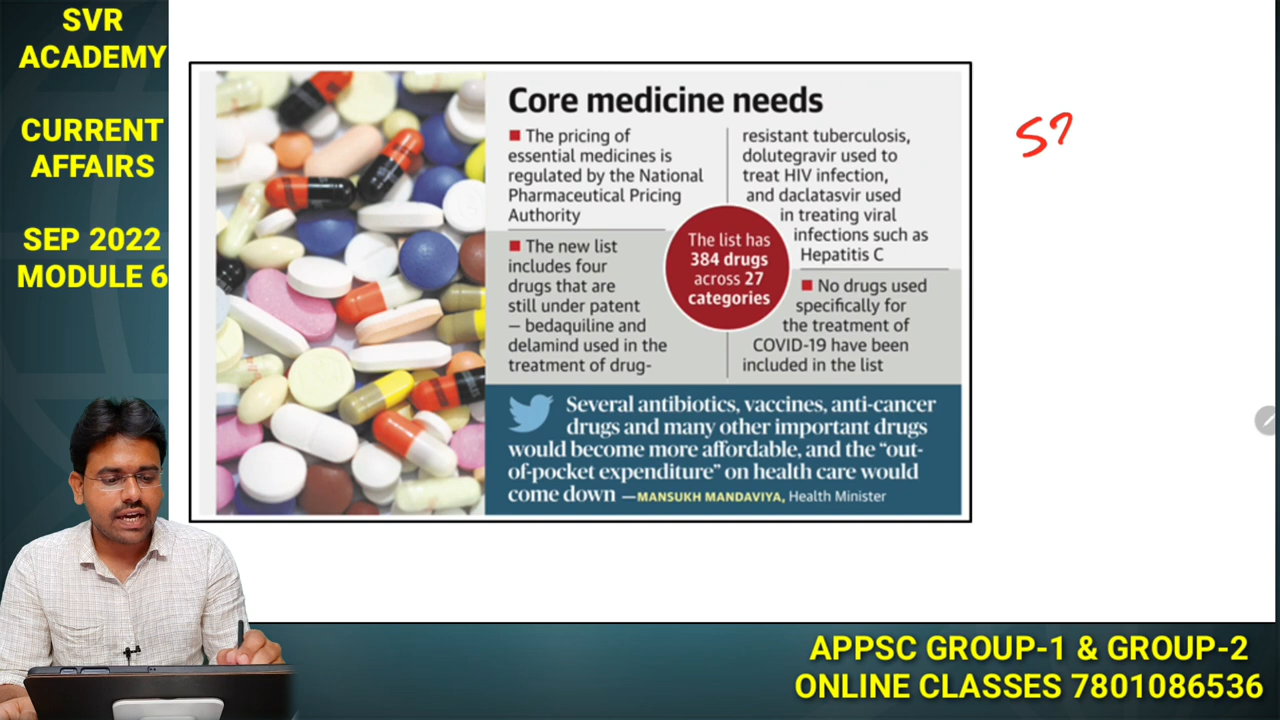 SVR
ACADEMY
CURRENT
AFFAIRS
SEP 2022
MODULE 6
Core medicine needs
The pricing of
essential medicines is
regulated by the National
Pharmaceutical Pricing
Authority
The new list
includes four
drugs that are
still under patent
— bedaquiline and
delamind used in the
treatment of drug-
resistant tuberculosis,
dolutegravir used to
treat HIV infection,
and daclatasvir used
in treating viral
infections such as
Hepatitis C
No drugs used
specifically for
the treatment of
COVID-19 have been
included in the list
The list has
384 drugs
across 27
categories
Several antibiotics, vaccines, anti-cancer
drugs and many other important drugs
would become more affordable, and the “out-
of-pocket expenditure” on health care would
come down —MANSUKH MANDAVIYA, Health Minister
APPSC GROUP-1 & GROUP-2
ONLINE CLASSES 7801086536